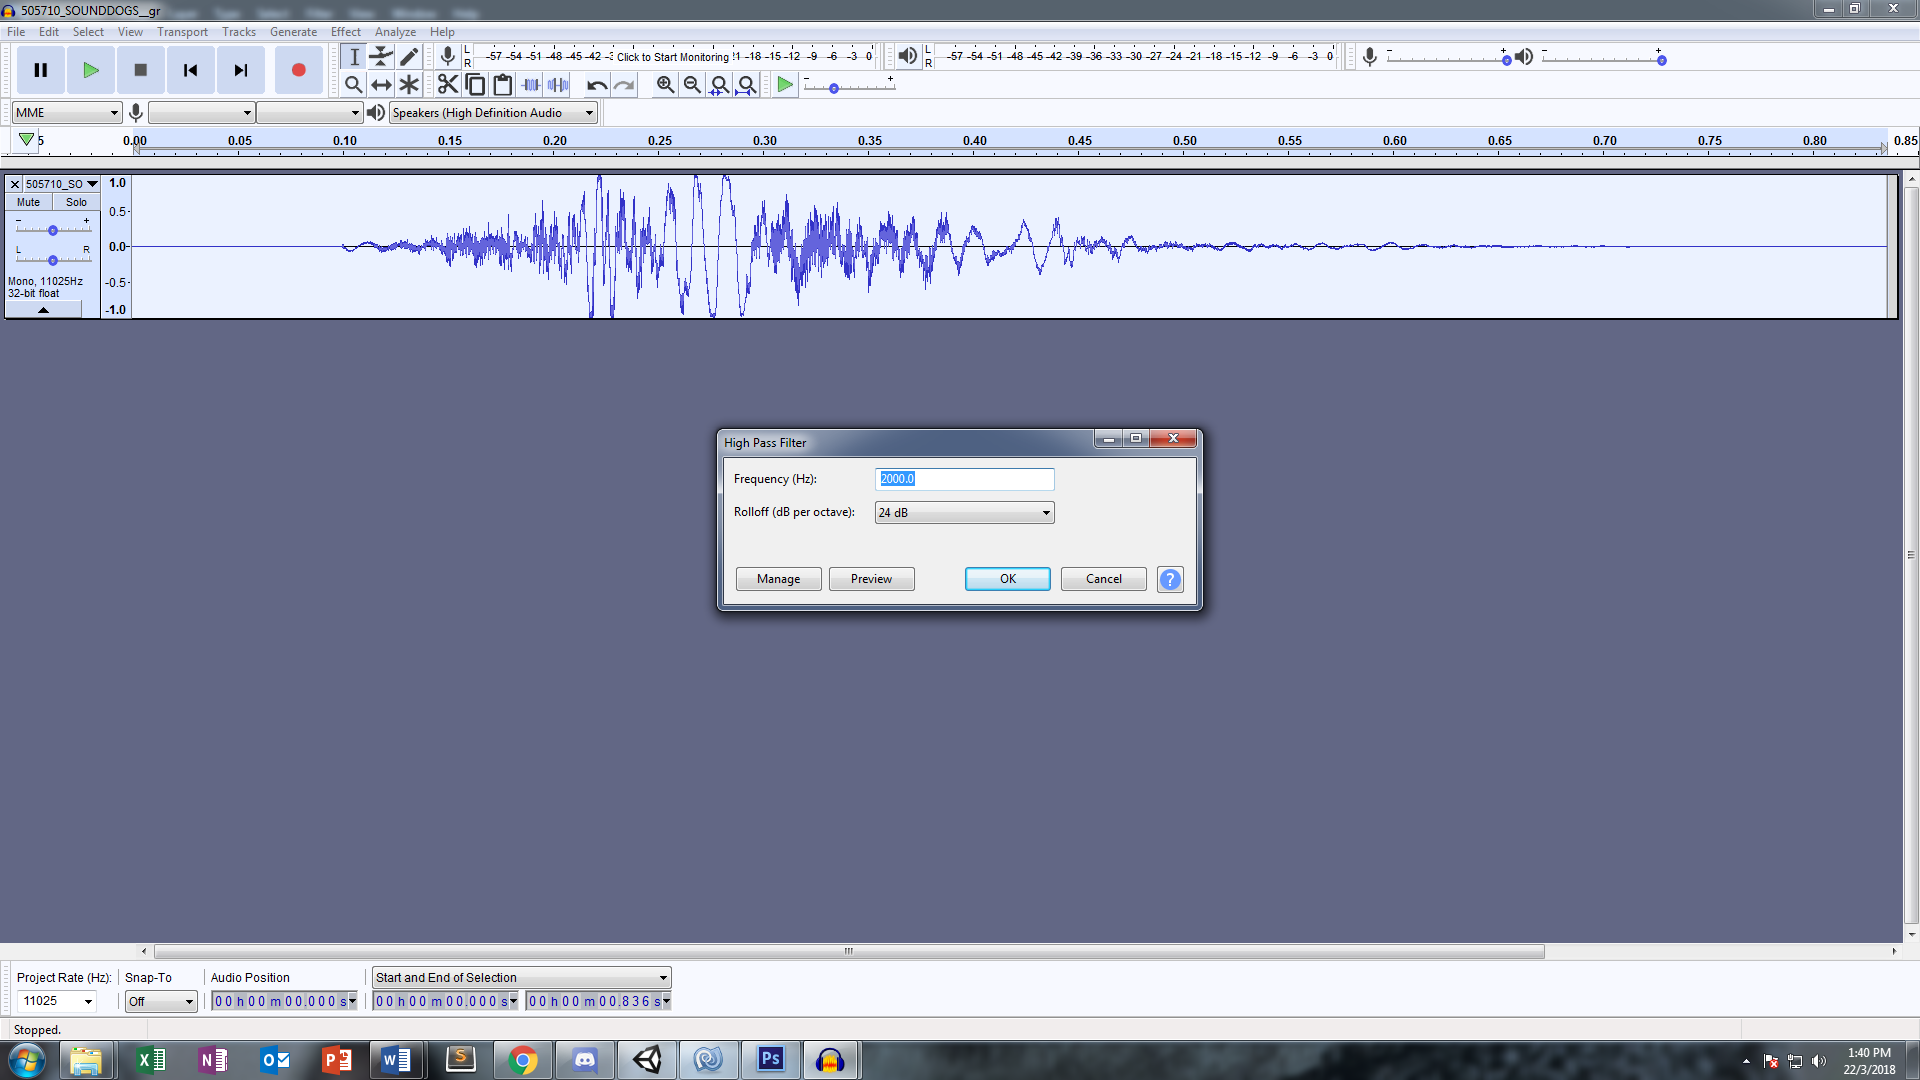 505710_SOUNDDOGS__gr
File Edit Select View Transport Tracks Generate Effect Analyze Help
L R -57 -54 -51 -48 -45 -42 Click to Start Monitoring -18 -15 -12 -9 -6 -3 0
L R -57 -54 -51 -48 -45 -42 -39 -36 -33 -30 -27 -24 -21 -18 -15 -12 -9 -6 -3 0
- + - +
- +
MME Speakers (High Definition Audio
5 0.00 0.05 0.10 0.15 0.20 0.25 0.30 0.35 0.40 0.45 0.50 0.55 0.60 0.65 0.70 0.75 0.80 0.85
505710_SO
Mute Solo
- +
L R
Mono, 11025Hz
32-bit float
1.0
0.5
0.0
-0.5
-1.0
High Pass Filter
Frequency (Hz): 2000.0
Rolloff (dB per octave): 24 dB
Manage Preview OK Cancel ?
Project Rate (Hz): Snap-To Audio Position Start and End of Selection
11025 Off 00 h 00 m 00.000 s 00 h 00 m 00.000 s 00 h 00 m 00.836 s
Stopped.
1:40 PM
22/3/2018